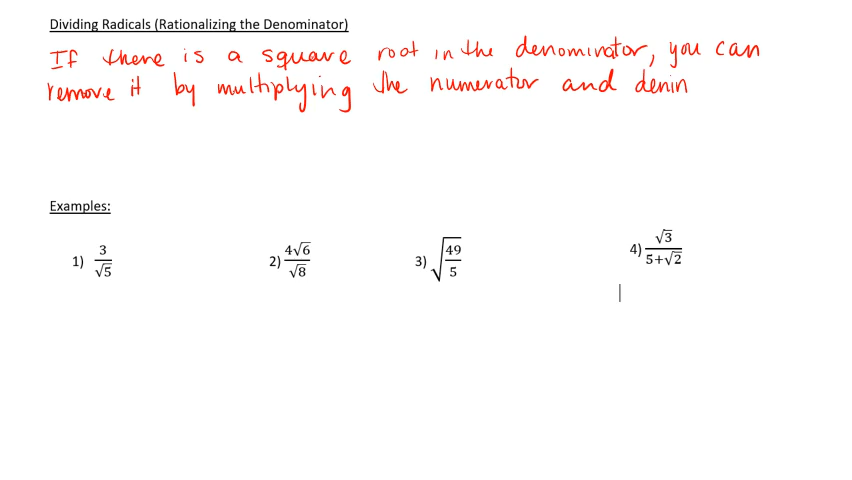 Dividing Radicals (Rationalizing the Denominator)
If there is a square root in the denominator, you can
remove it by multiplying the numerator and denin
Examples:
1) 3/√5 2) 4√6/√8 3) √(49/5) 4) √3/(5+√2)